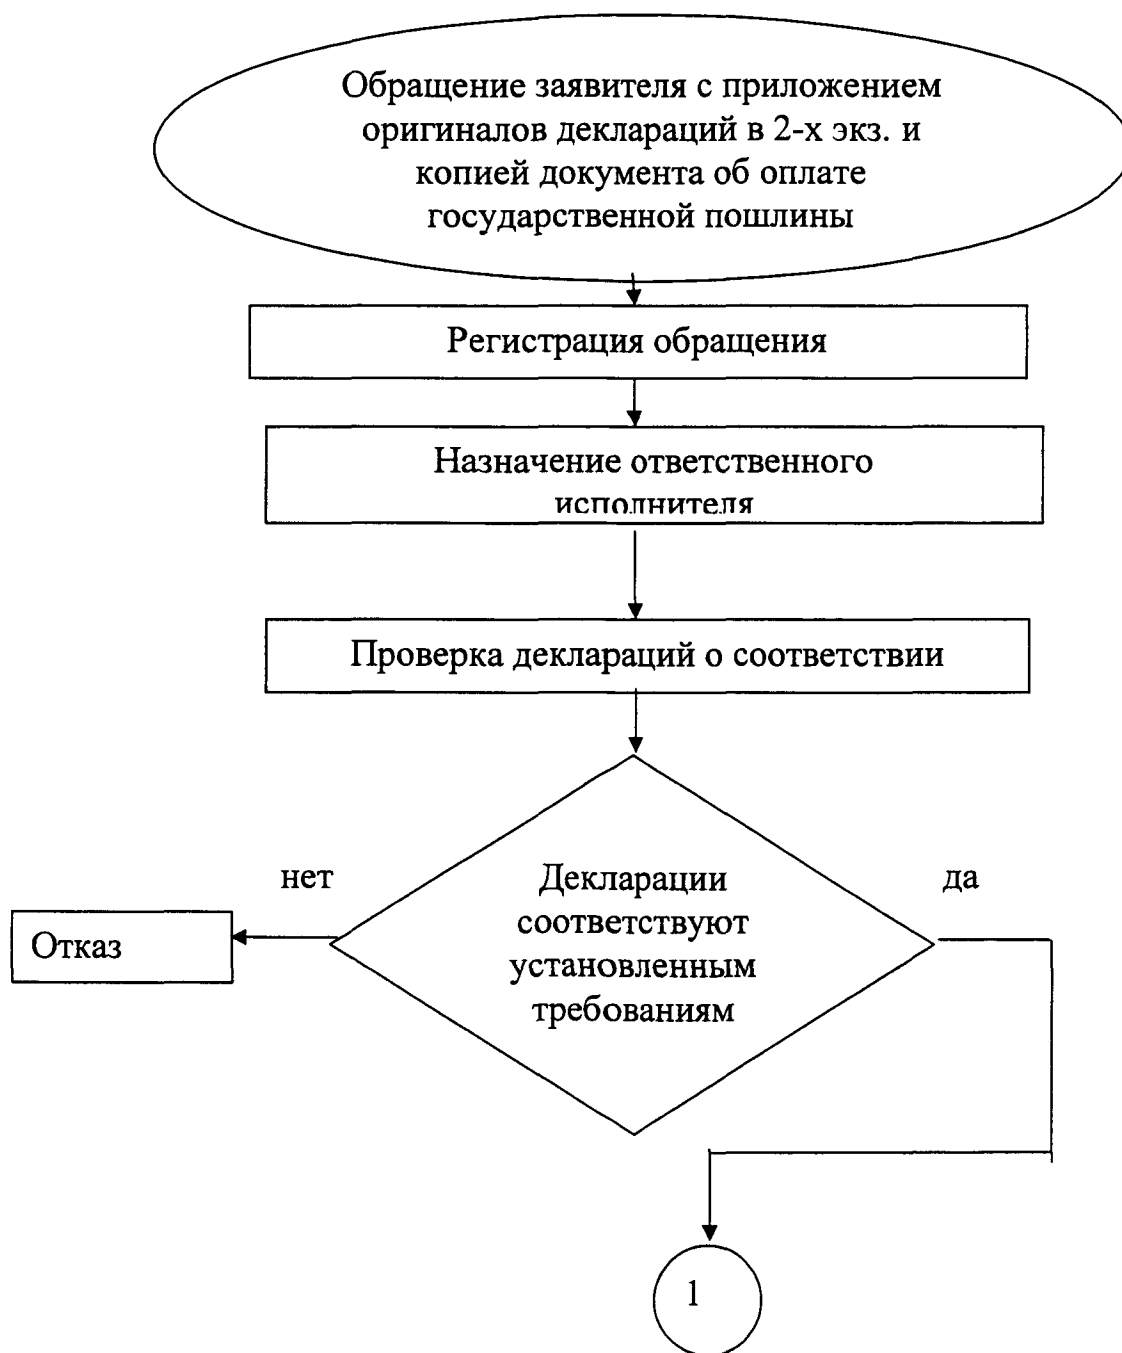 Обращение заявителя с приложением
оригиналов деклараций в 2-х экз. и
копией документа об оплате
государственной пошлины
Регистрация обращения
Назначение ответственного
исполнителя
Проверка деклараций о соответствии
нет
Декларации
да
соответствуют
Отказ
установленным
требованиям
1